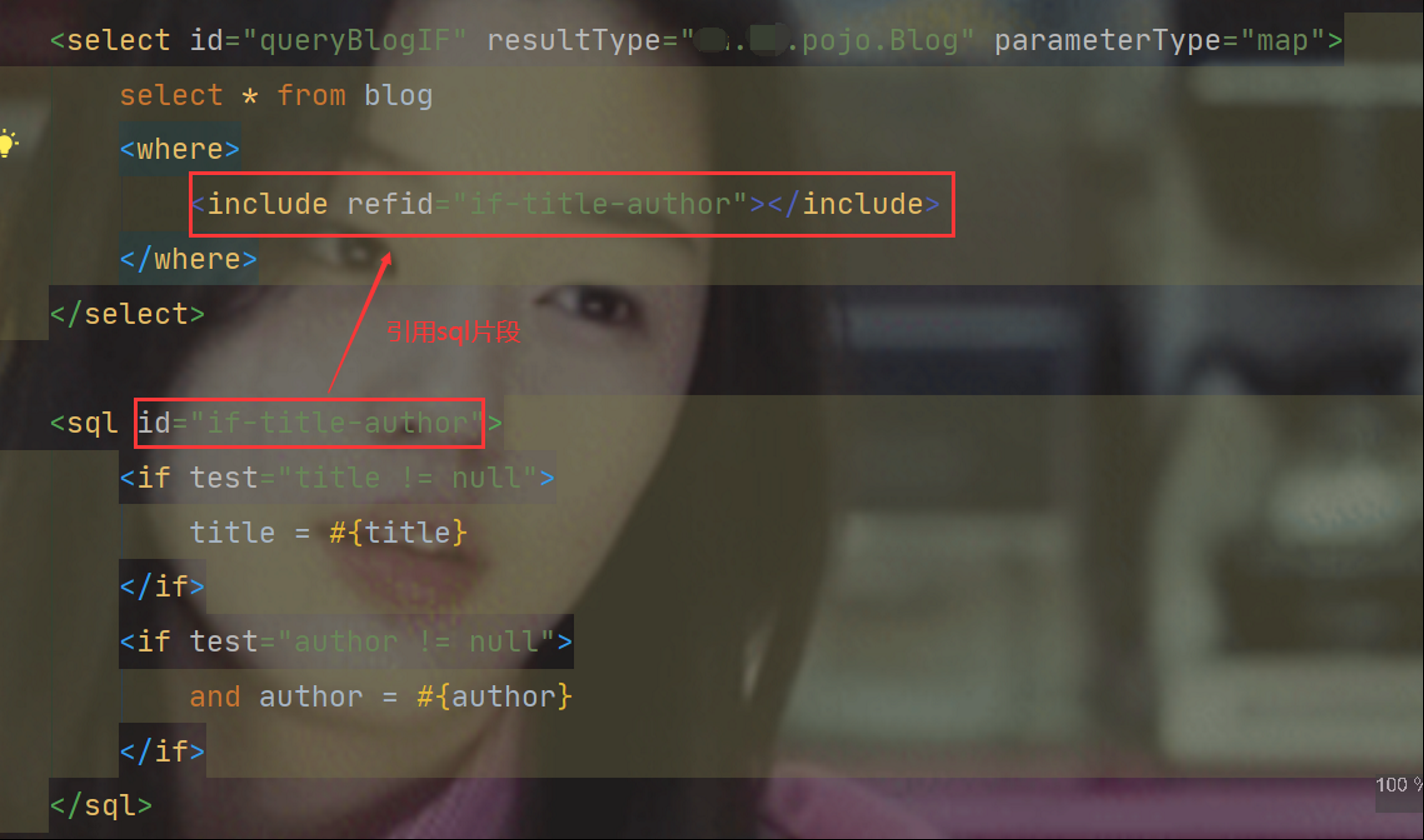 <select id="queryBlogIF" resultType=" . .pojo.Blog" parameterType="map">
select * from blog
<where>
<include refid="if-title-author"></include>
</where>
</select>
引用sql片段
<sql id="if-title-author">
<if test="title != null">
title = #{title}
</if>
<if test="author != null">
and author = #{author}
</if>
</sql>
100 %